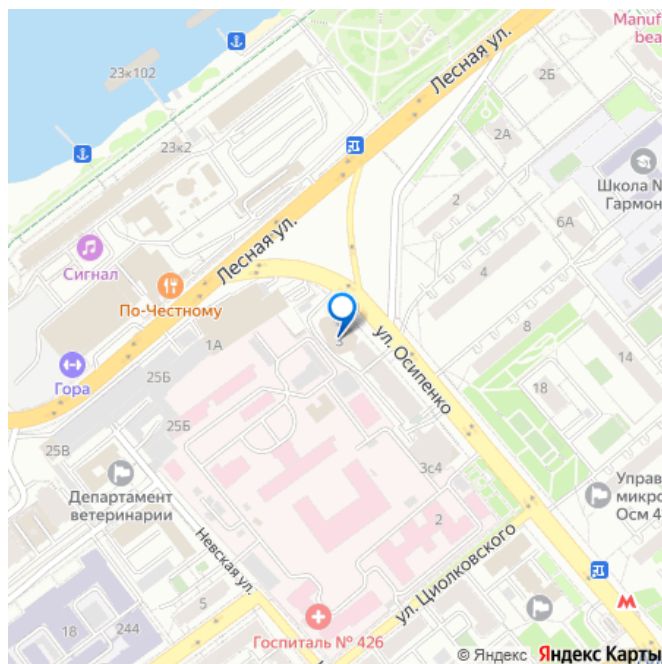 Manuf
bea
23к102
Лесная ул.
2Б
2А
23к2
Школа №
Гармон
2
6А
Лесная ул.
Сигнал
4
По-Честному
1А
3
ул. Осипенко
8
14
Гора
25Б
18
25Б
25В
3с4
Департамент
ветеринарии
Управ
микро
Осм 4
2
Невская ул.
ул. Циолковского
5
18
244
Госпиталь № 426
© Яндекс Яндекс Карты